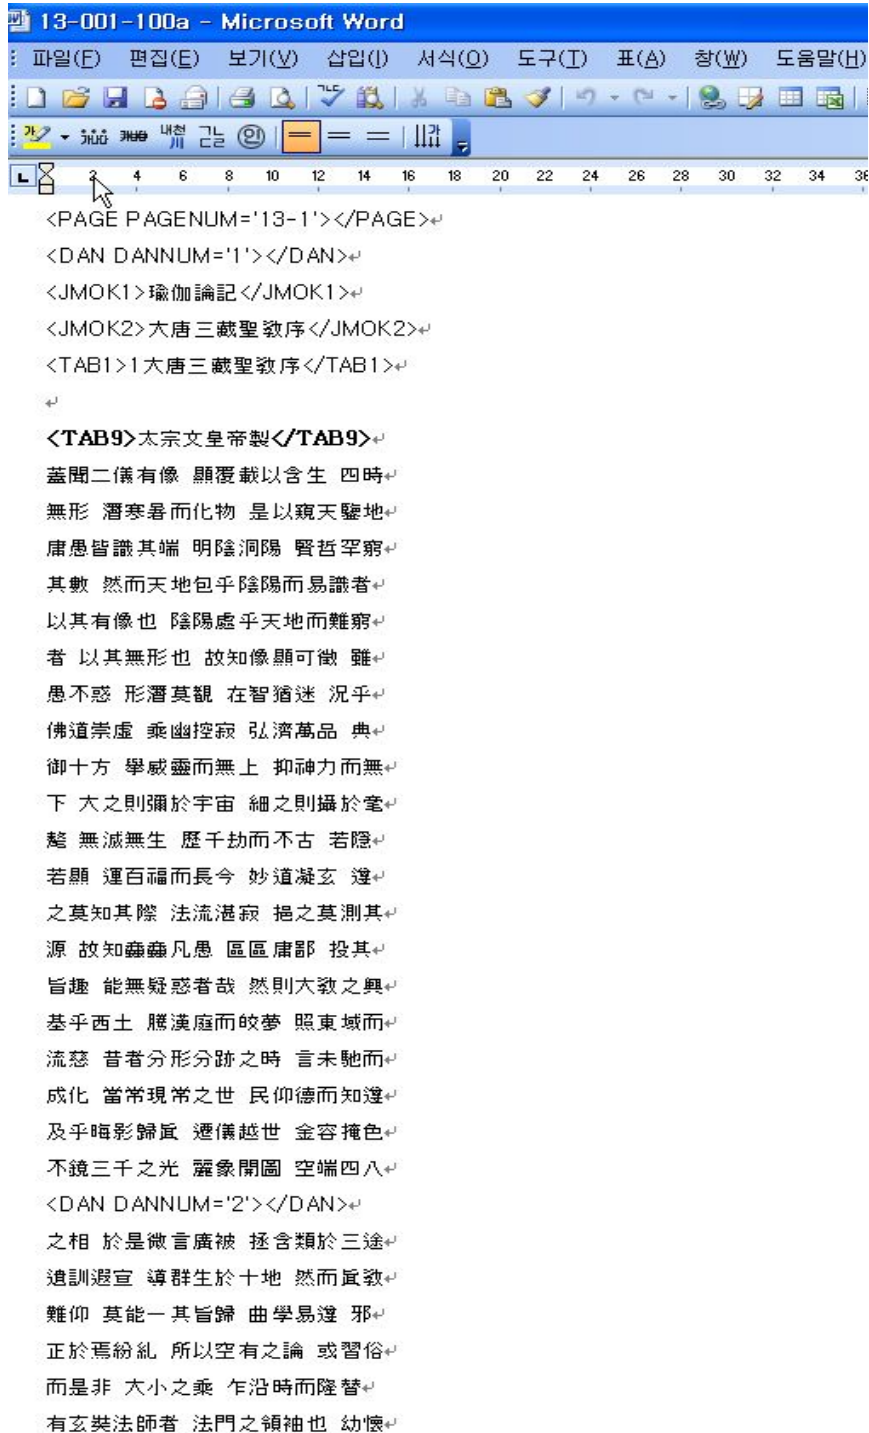 13-001-100a - Microsoft Word
파일(F) 편집(E) 보기(V) 삽입(I) 서식(O) 도구(T) 표(A) 창(W) 도움말(H)
2 4 6 8 10 12 14 16 18 20 22 24 26 28 30 32 34 36
<PAGE PAGENUM='13-1'></PAGE>
<DAN DANNUM='1'></DAN>
<JMOK1>瑜伽論記</JMOK1>
<JMOK2>大唐三藏聖敎序</JMOK2>
<TAB1>1大唐三藏聖敎序</TAB1>
<TAB9>太宗文皇帝製</TAB9>
蓋聞二儀有像 顯覆載以含生 四時
無形 潛寒暑而化物 是以窺天鑒地
庸愚皆識其端 明陰洞陽 賢哲罕窮
其數 然而天地包乎陰陽而易識者
以其有像也 陰陽處乎天地而難窮
者 以其無形也 故知像顯可徵 雖
愚不惑 形潛莫覩 在智猶迷 況乎
佛道崇虛 乘幽控寂 弘濟萬品 典
御十方 擧威靈而無上 抑神力而無
下 大之則彌於宇宙 細之則攝於毫
氂 無滅無生 歷千劫而不古 若隱
若顯 運百福而長今 妙道凝玄 遵
之莫知其際 法流湛寂 挹之莫測其
源 故知蠢蠢凡愚 區區庸鄙 投其
旨趣 能無疑惑者哉 然則大敎之興
基乎西土 騰漢庭而皎夢 照東域而
流慈 昔者分形分跡之時 言未馳而
成化 當常現常之世 民仰德而知遵
及乎晦影歸眞 遷儀越世 金容掩色
不鏡三千之光 麗象開圖 空端四八
<DAN DANNUM='2'></DAN>
之相 於是微言廣被 拯含類於三途
遺訓遐宣 導群生於十地 然而眞敎
難仰 莫能一其旨歸 曲學易遵 邪
正於焉紛糺 所以空有之論 或習俗
而是非 大小之乘 乍沿時而隆替
有玄奘法師者 法門之領袖也 幼懷